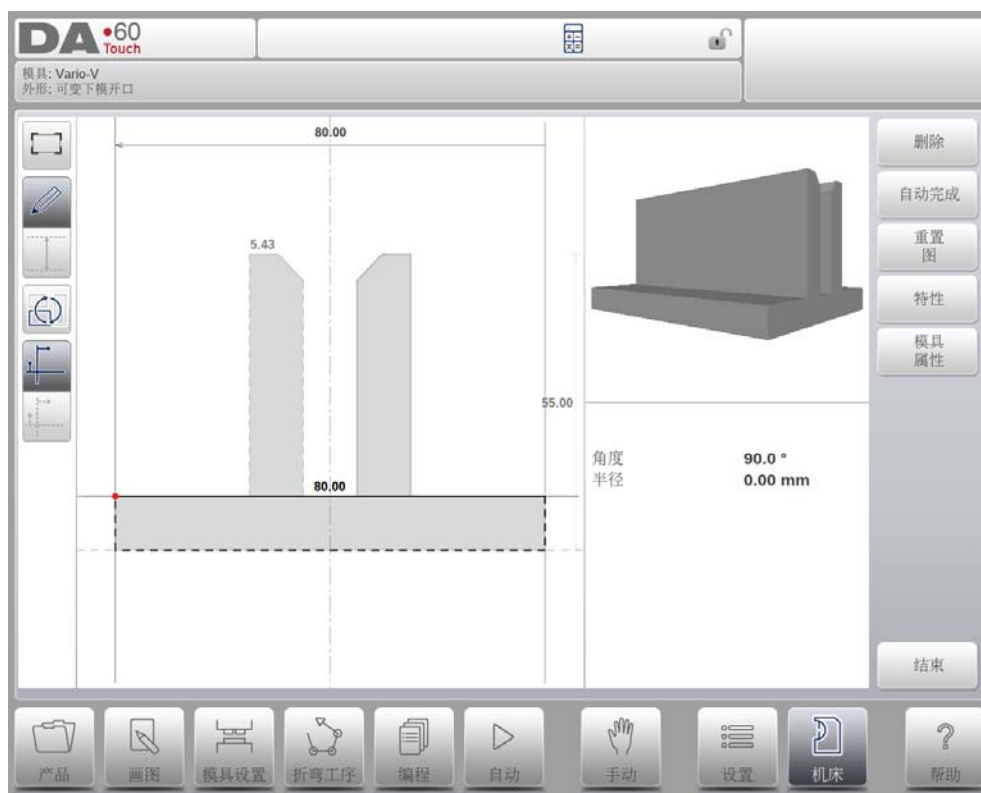 DA•60
Touch
模具: Vario-V
外形: 可变下模开口
80.00
5.43
55.00
80.00
角度 90.0 °
半径 0.00 mm
删除
自动完成
重置
图
特性
模具
属性
结束
产品
画图
模具设置
折弯工序
编程
自动
手动
设置
机床
?
帮助